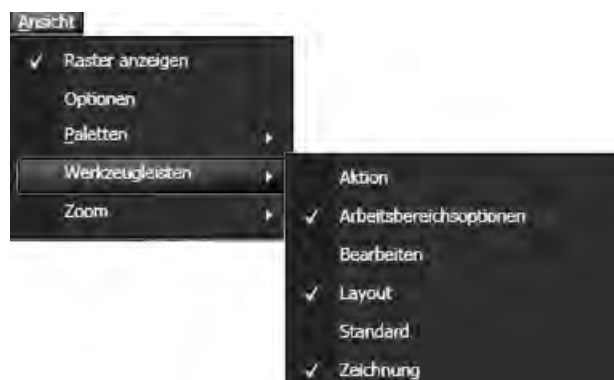 Ansicht
Raster anzeigen
Optionen
Paletten
Werkzeugleisten
Zoom
Aktion
Arbeitsbereichsoptionen
Bearbeiten
Layout
Standard
Zeichnung